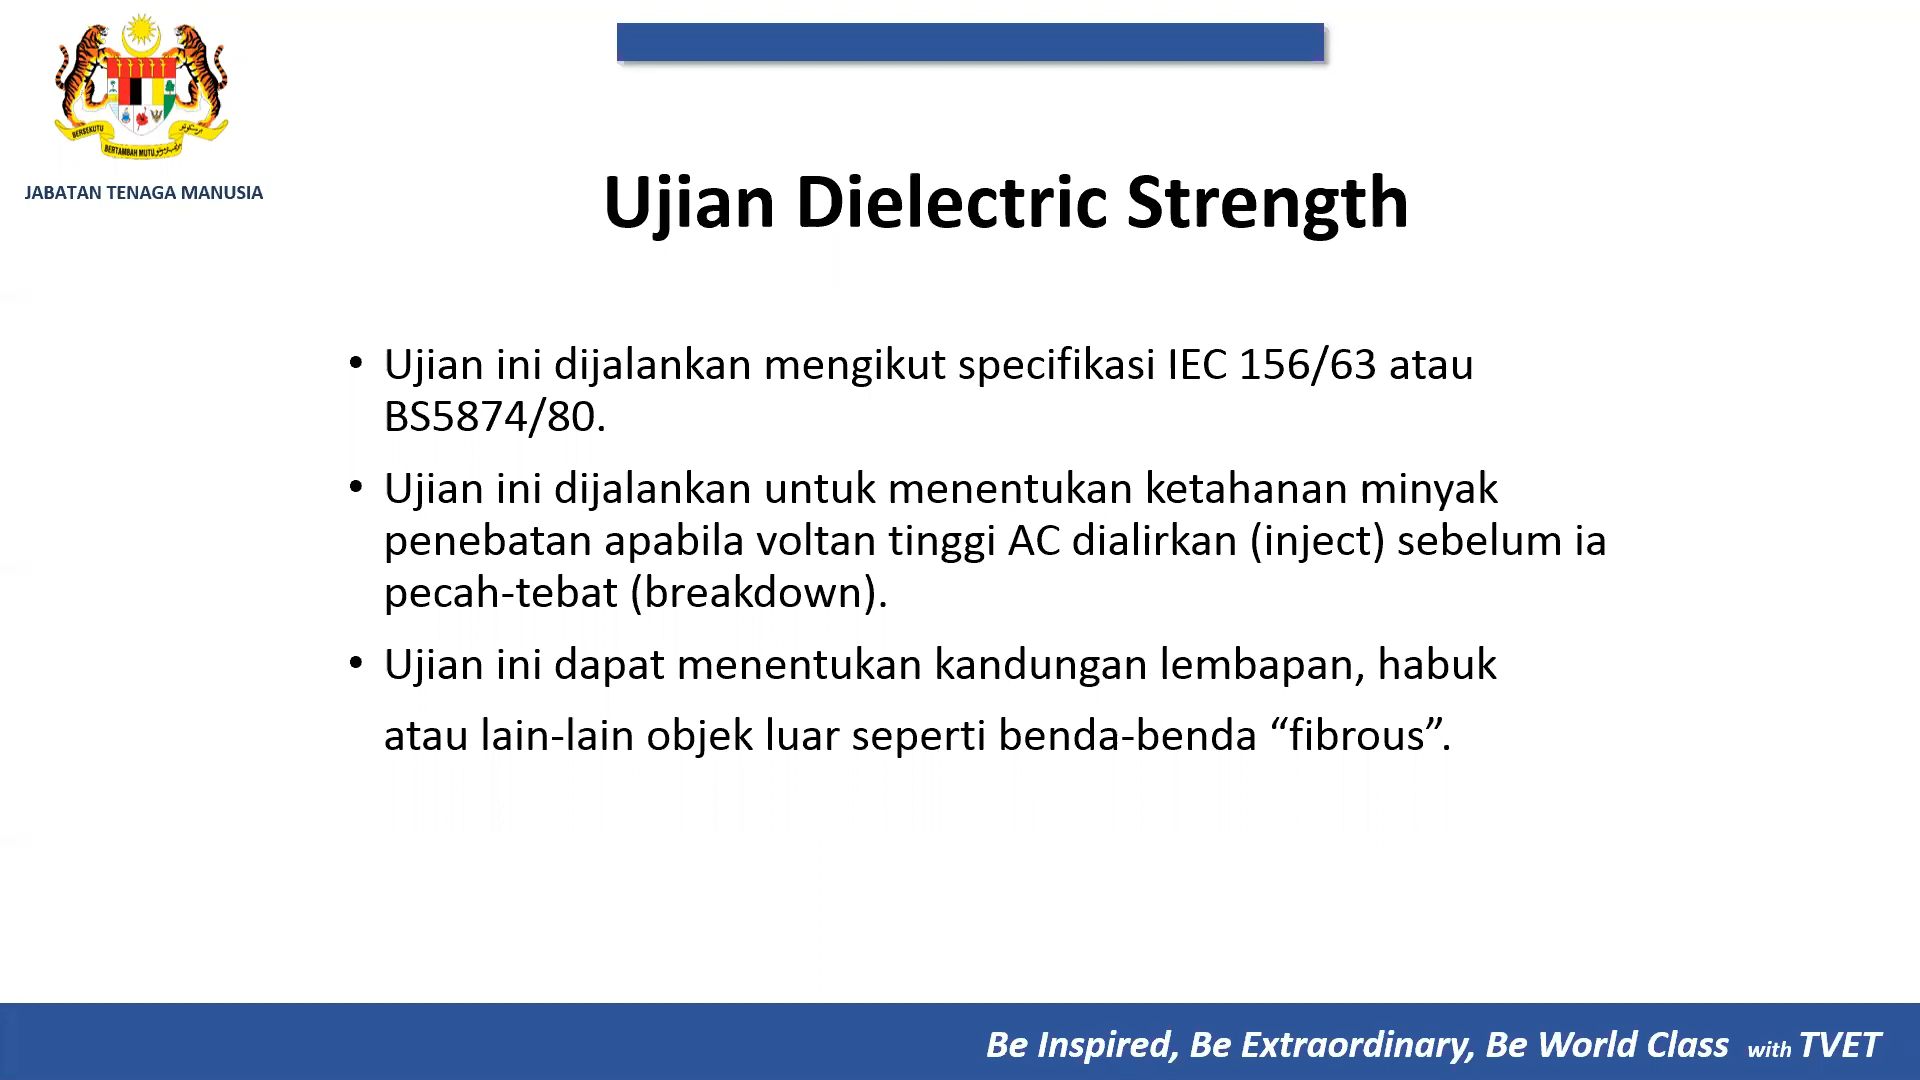 BERSEKUTU
BERTAMBAH MUTU
JABATAN TENAGA MANUSIA
Ujian Dielectric Strength
• Ujian ini dijalankan mengikut specifikasi IEC 156/63 atau
BS5874/80.
• Ujian ini dijalankan untuk menentukan ketahanan minyak
penebatan apabila voltan tinggi AC dialirkan (inject) sebelum ia
pecah-tebat (breakdown).
• Ujian ini dapat menentukan kandungan lembapan, habuk
atau lain-lain objek luar seperti benda-benda “fibrous”.
Be Inspired, Be Extraordinary, Be World Class with TVET